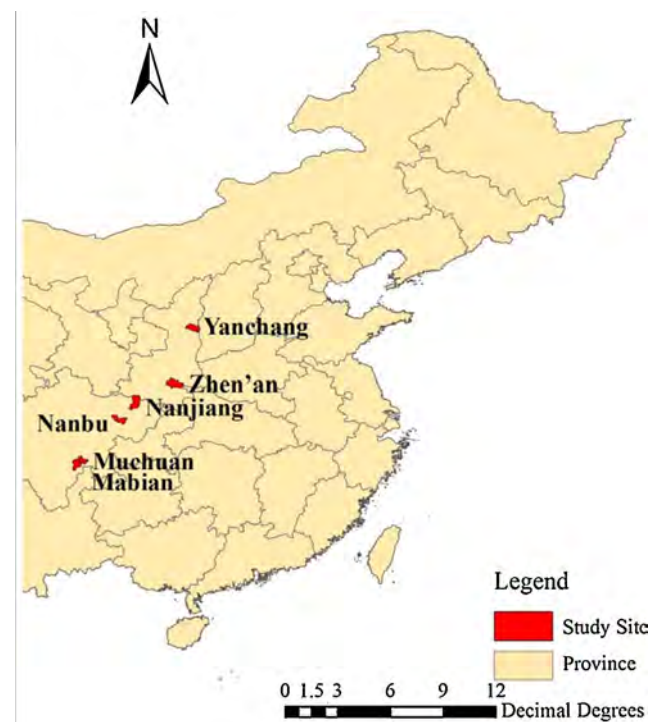 N
Yanchang
Zhen'an
Nanjiang
Nanbu
Muchuan
Mabian
Legend
Study Site
Province
0 1.5 3 6 9 12
Decimal Degrees